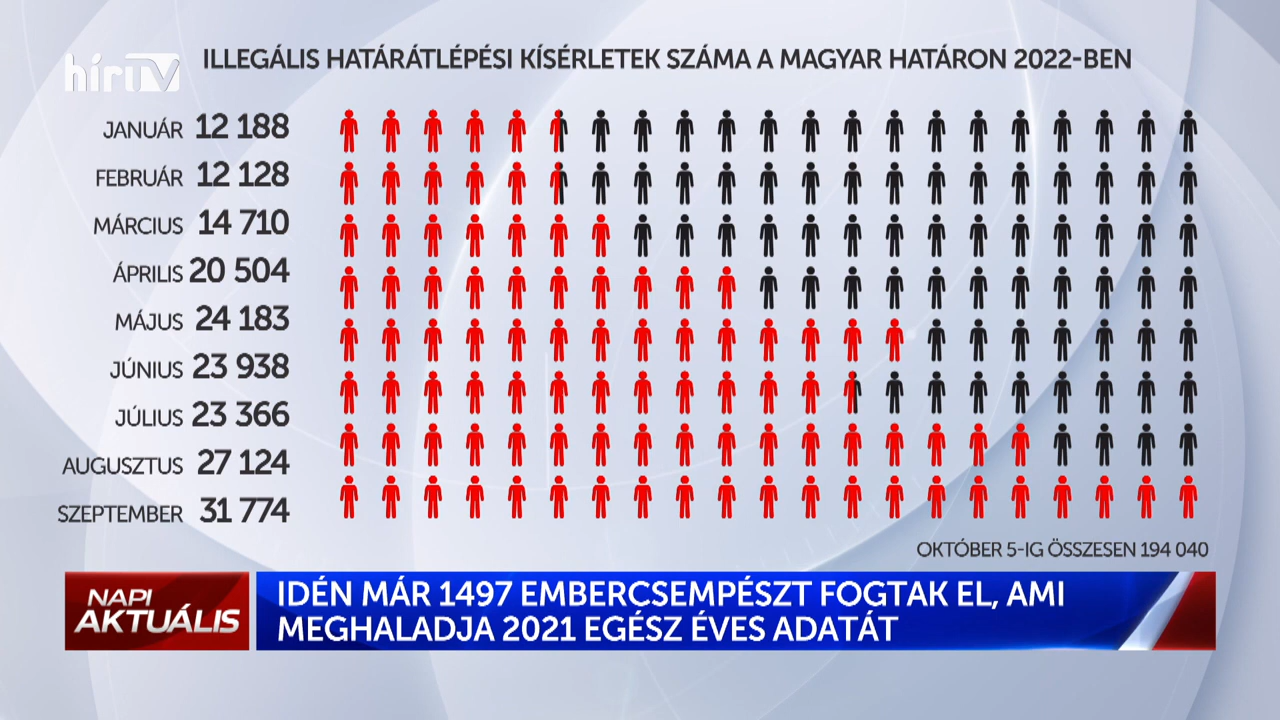 hírTV
ILLEGÁLIS HATÁRÁTLÉPÉSI KÍSÉRLETEK SZÁMA A MAGYAR HATÁRON 2022-BEN
JANUÁR 12 188
FEBRUÁR 12 128
MÁRCIUS 14 710
ÁPRILIS 20 504
MÁJUS 24 183
JÚNIUS 23 938
JÚLIUS 23 366
AUGUSZTUS 27 124
SZEPTEMBER 31 774
OKTÓBER 5-IG ÖSSZESEN 194 040
NAPI
AKTUÁLIS
IDÉN MÁR 1497 EMBERCSEMPÉSZT FOGTAK EL, AMI
MEGHALADJA 2021 EGÉSZ ÉVES ADATÁT